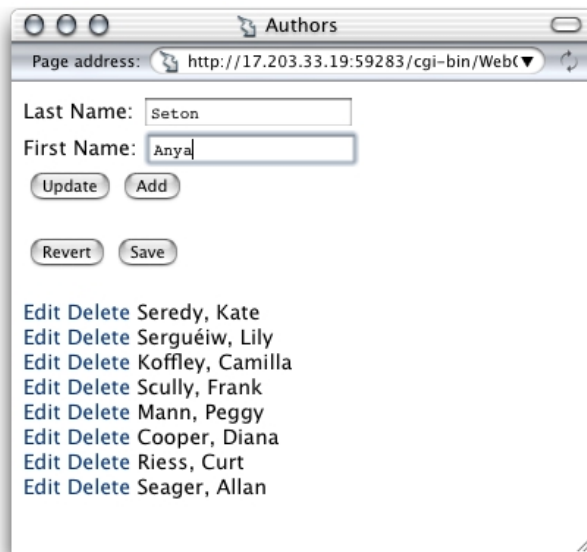 Authors
Page address: http://17.203.33.19:59283/cgi-bin/Web
Last Name: Seton
First Name: Anya
Update Add
Revert Save
Edit Delete Seredy, Kate
Edit Delete Serguéiw, Lily
Edit Delete Koffley, Camilla
Edit Delete Scully, Frank
Edit Delete Mann, Peggy
Edit Delete Cooper, Diana
Edit Delete Riess, Curt
Edit Delete Seager, Allan